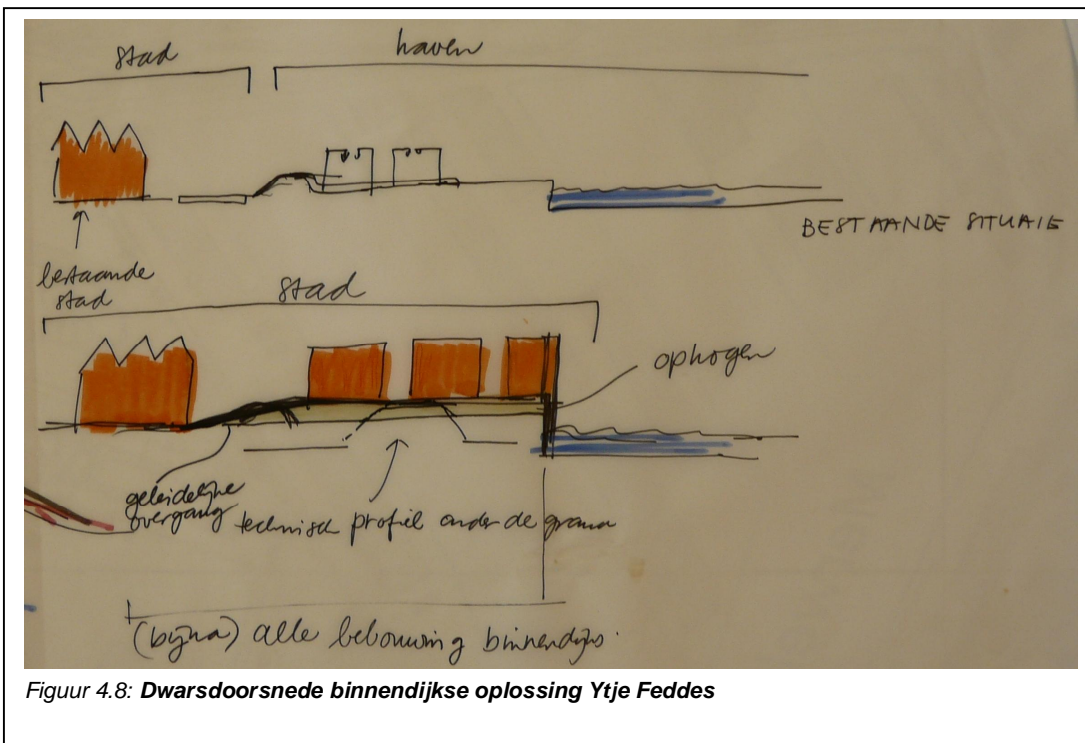 stad
haven
BESTAANDE SITUATIE
bestaande
stad
stad
ophogen
geleidelijke
overgang
technisch profiel onder de grond
(bijna) alle bebouwing binnendijks.
Figuur 4.8: Dwarsdoorsnede binnendijkse oplossing Ytje Feddes